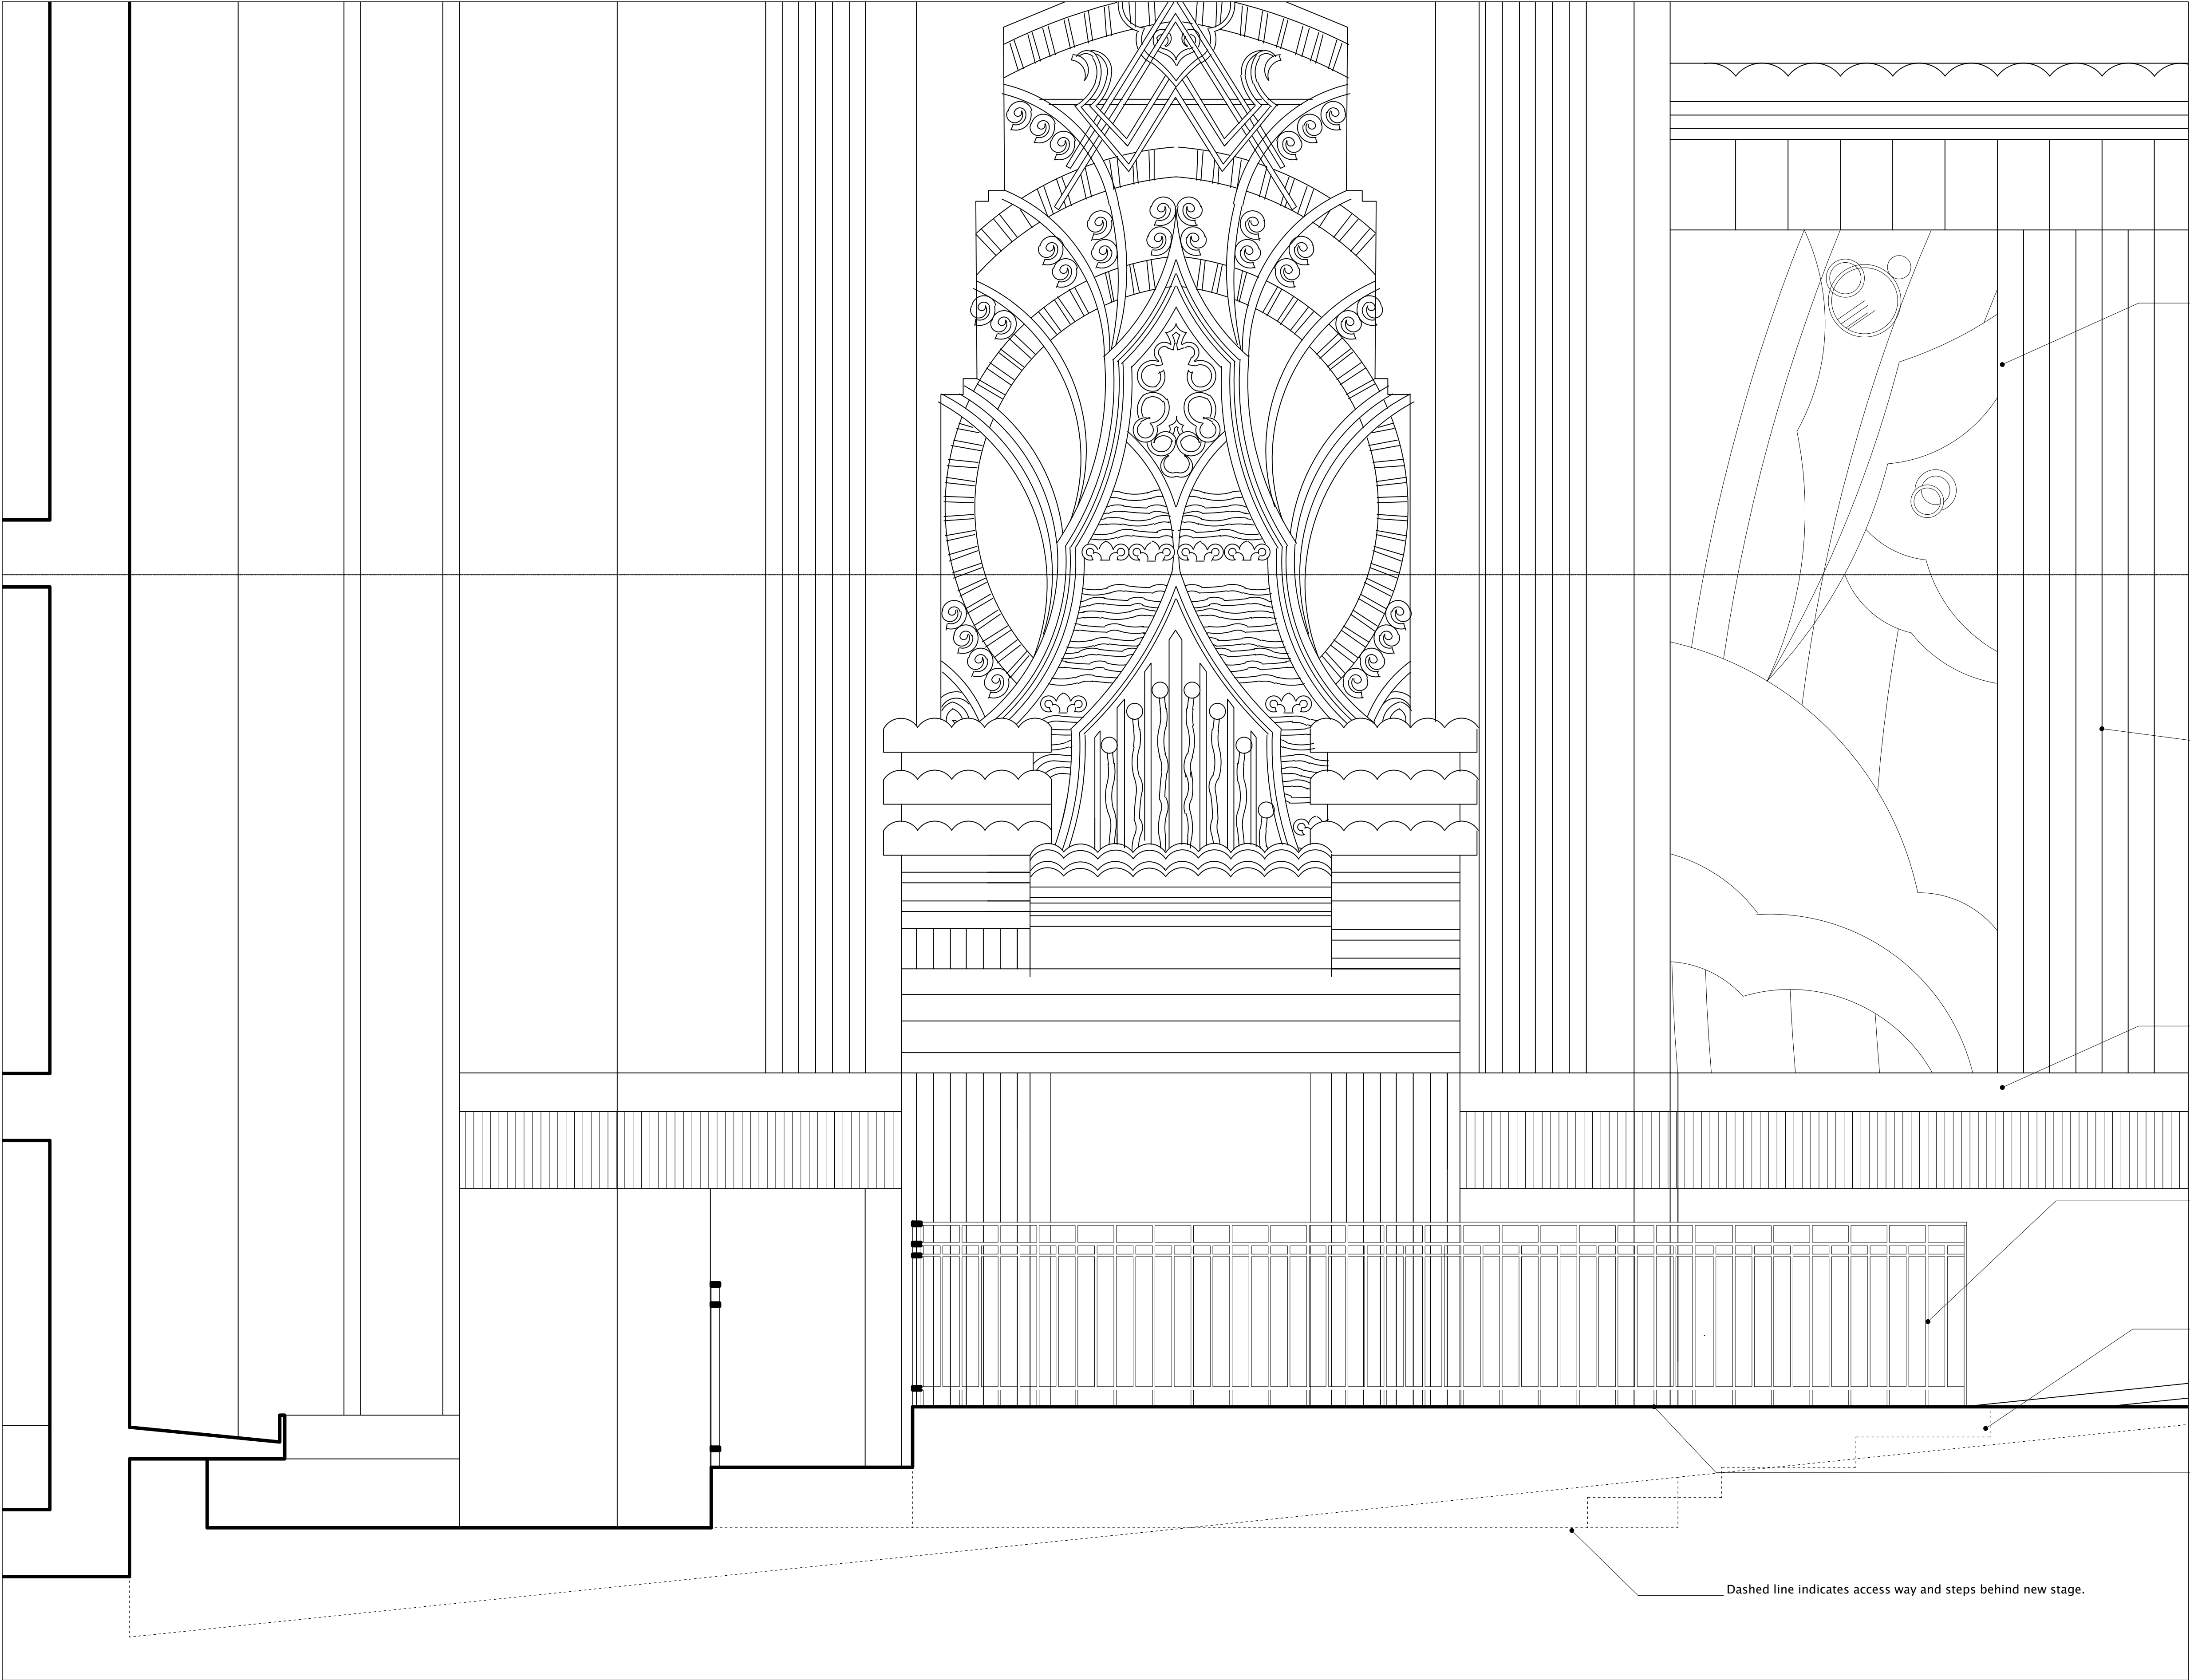 Dashed line indicates access way and steps behind new stage.